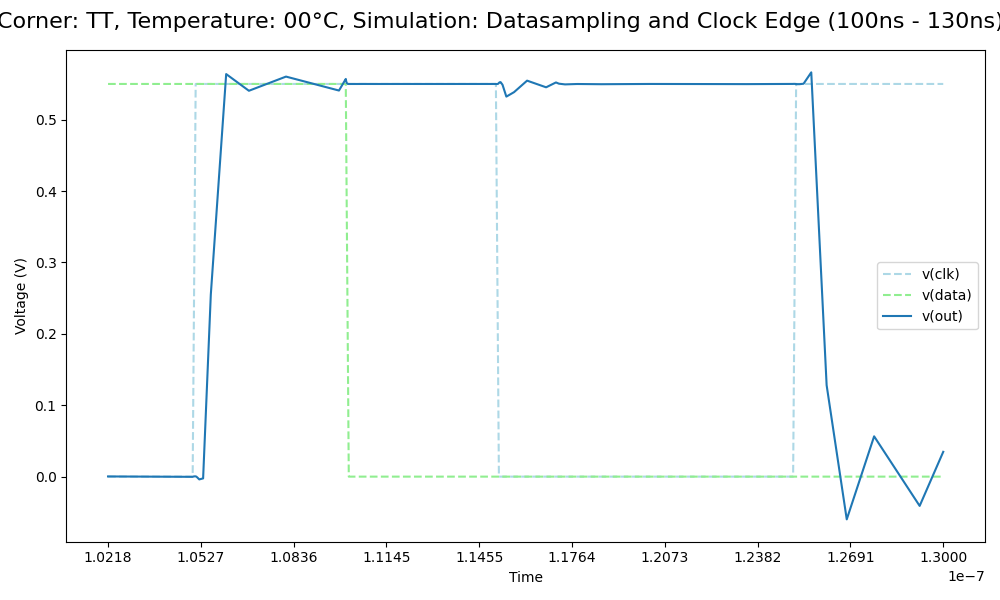 Corner: TT, Temperature: 00°C, Simulation: Datasampling and Clock Edge (100ns - 130ns)
Voltage (V)
0.5
0.4
0.3
0.2
0.1
0.0
v(clk)
v(data)
v(out)
1.0218 1.0527 1.0836 1.1145 1.1455 1.1764 1.2073 1.2382 1.2691 1.3000
1e−7
Time